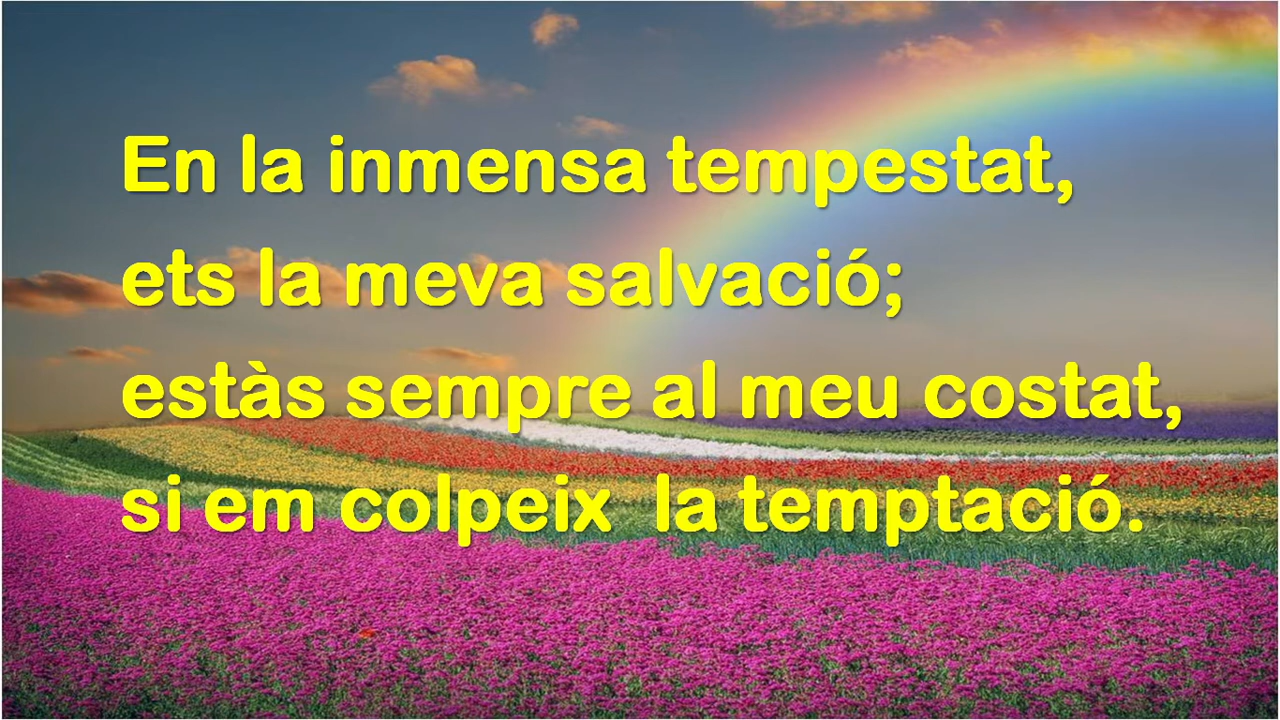 En la inmensa tempestat,
ets la meva salvació;
estàs sempre al meu costat,
si em colpeix  la temptació.